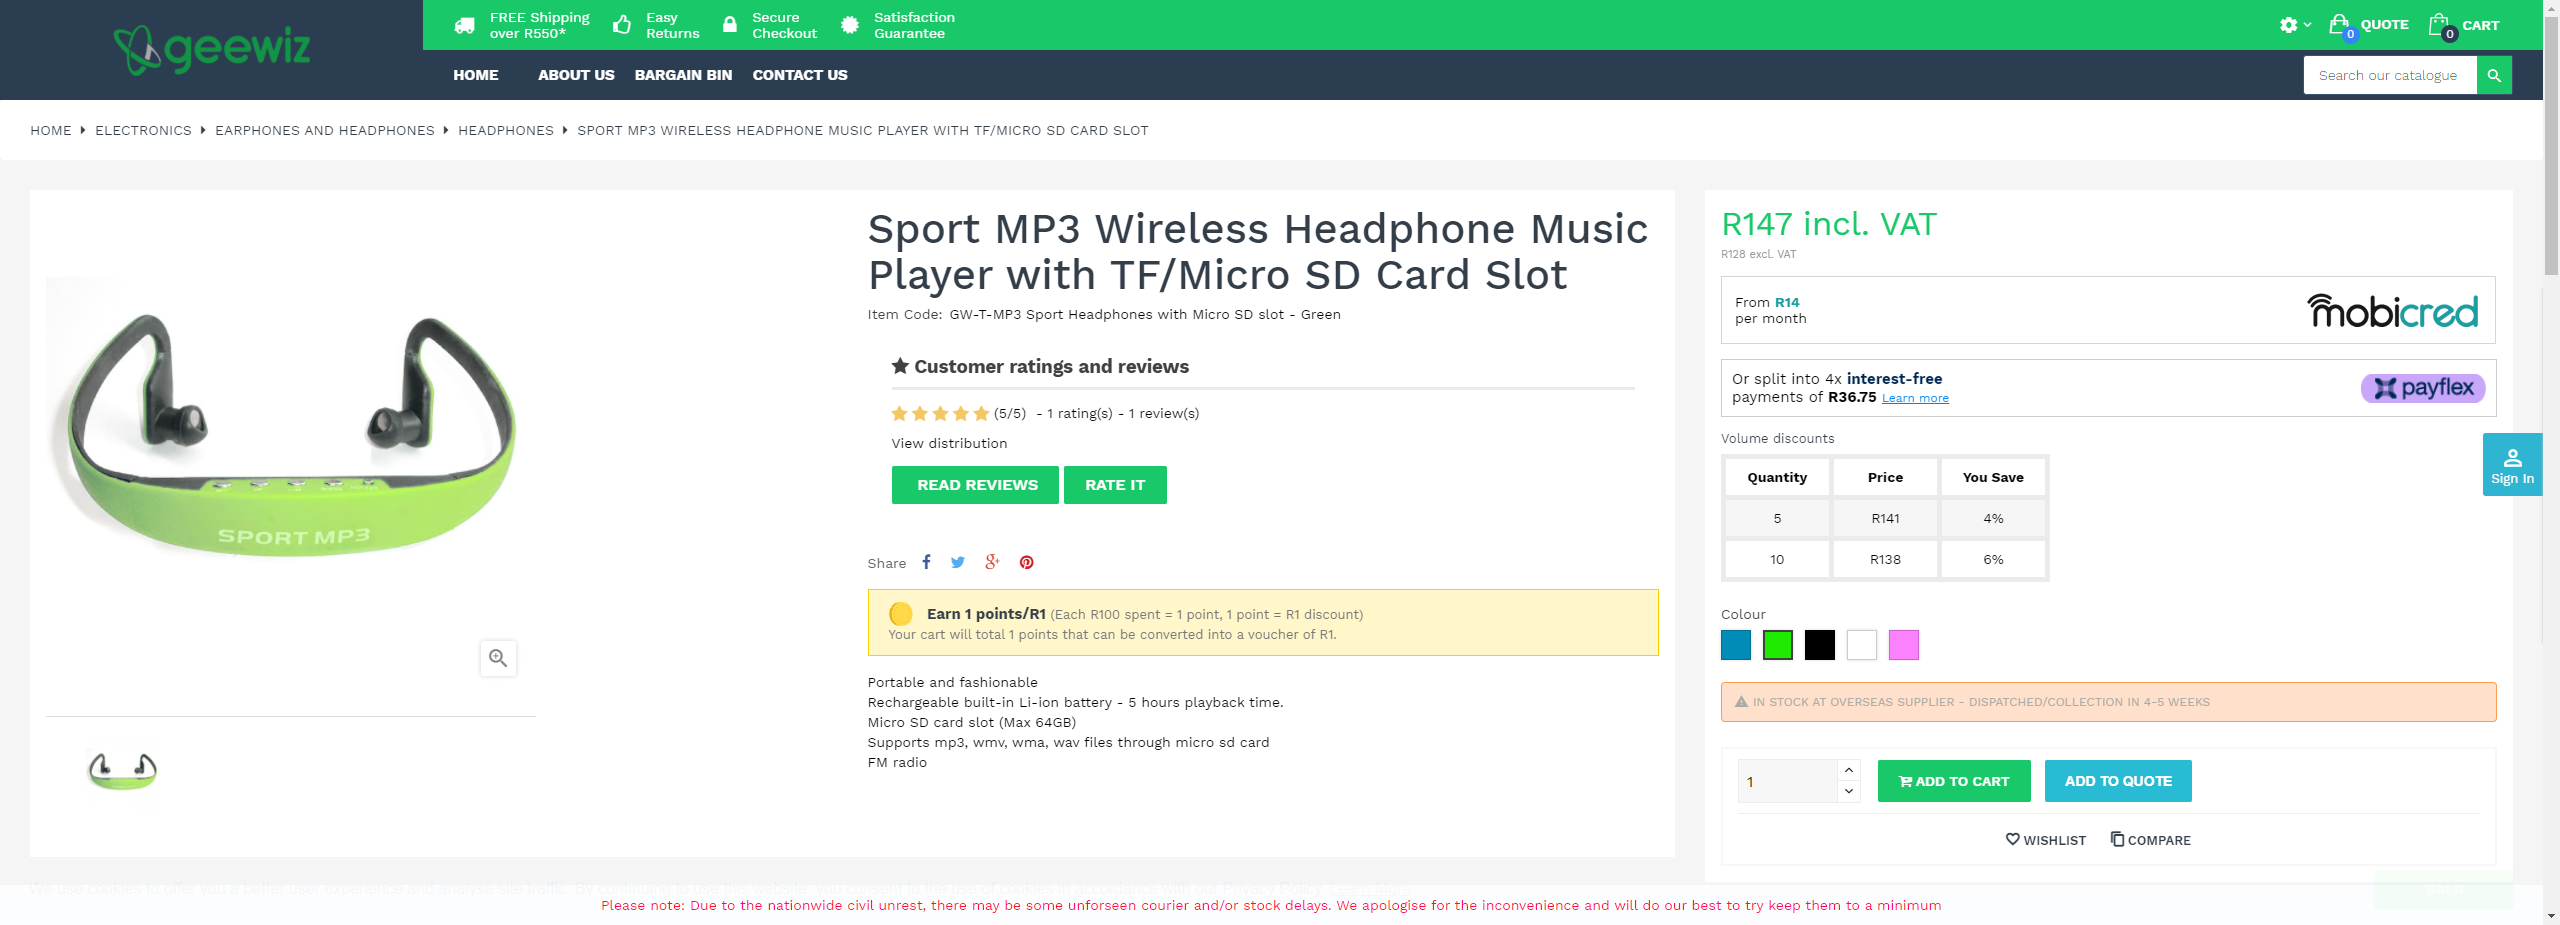 geewiz
FREE Shipping
over R550*
Easy
Returns
Secure
Checkout
Satisfaction
Guarantee
0
QUOTE
0
CART
HOME
ABOUT US
BARGAIN BIN
CONTACT US
Search our catalogue
HOME
ELECTRONICS
EARPHONES AND HEADPHONES
HEADPHONES
SPORT MP3 WIRELESS HEADPHONE MUSIC PLAYER WITH TF/MICRO SD CARD SLOT
SPORT MP3
Sport MP3 Wireless Headphone Music
Player with TF/Micro SD Card Slot
Item Code: GW-T-MP3 Sport Headphones with Micro SD slot - Green
Customer ratings and reviews
(5/5) - 1 rating(s) - 1 review(s)
View distribution
READ REVIEWS
RATE IT
Share
Earn 1 points/R1 (Each R100 spent = 1 point, 1 point = R1 discount)
Your cart will total 1 points that can be converted into a voucher of R1.
Portable and fashionable
Rechargeable built-in Li-ion battery - 5 hours playback time.
Micro SD card slot (Max 64GB)
Supports mp3, wmv, wma, wav files through micro sd card
FM radio
R147 incl. VAT
R128 excl. VAT
From R14
per month
mobicred
Or split into 4x interest-free
payments of R36.75 Learn more
payflex
Volume discounts
Quantity Price You Save
5 R141 4%
10 R138 6%
Sign In
Colour
IN STOCK AT OVERSEAS SUPPLIER - DISPATCHED/COLLECTION IN 4-5 WEEKS
1
ADD TO CART
ADD TO QUOTE
WISHLIST
COMPARE
Please note: Due to the nationwide civil unrest, there may be some unforseen courier and/or stock delays. We apologise for the inconvenience and will do our best to try keep them to a minimum